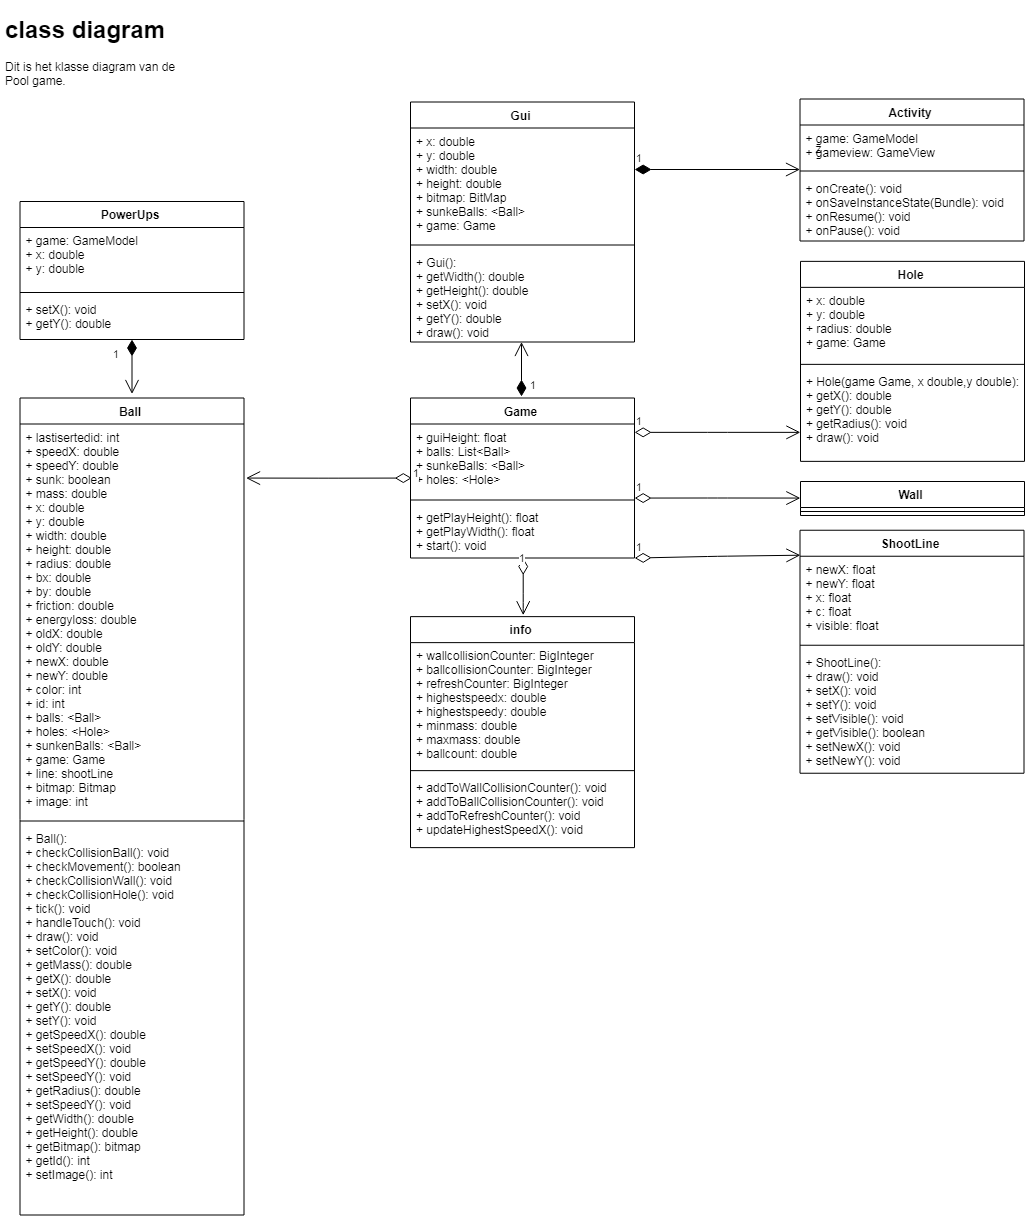 class diagram
Dit is het klasse diagram van de
Pool game.
PowerUps
+ game: GameModel
+ x: double
+ y: double
+ setX(): void
+ getY(): double
1
Ball
+ lastisertedid: int
+ speedX: double
+ speedY: double
+ sunk: boolean
+ mass: double
+ x: double
+ y: double
+ width: double
+ height: double
+ radius: double
+ bx: double
+ by: double
+ friction: double
+ energyloss: double
+ oldX: double
+ oldY: double
+ newX: double
+ newY: double
+ color: int
+ id: int
+ balls: <Ball>
+ holes: <Hole>
+ sunkenBalls: <Ball>
+ game: Game
+ line: shootLine
+ bitmap: Bitmap
+ image: int
+ Ball():
+ checkCollisionBall(): void
+ checkMovement(): boolean
+ checkCollisionWall(): void
+ checkCollisionHole(): void
+ tick(): void
+ handleTouch(): void
+ draw(): void
+ setColor(): void
+ getMass(): double
+ getX(): double
+ setX(): void
+ getY(): double
+ setY(): void
+ getSpeedX(): double
+ setSpeedX(): void
+ getSpeedY(): double
+ setSpeedY(): void
+ getRadius(): double
+ setSpeedY(): void
+ getWidth(): double
+ getHeight(): double
+ getBitmap(): bitmap
+ getId(): int
+ setImage(): int
Gui
+ x: double
+ y: double
+ width: double
+ height: double
+ bitmap: BitMap
+ sunkeBalls: <Ball>
+ game: Game
+ Gui():
+ getWidth(): double
+ getHeight(): double
+ setX(): void
+ getY(): double
+ draw(): void
1
1
Game
+ guiHeight: float
+ balls: List<Ball>
+ sunkeBalls: <Ball>
+ holes: <Hole>
+ getPlayHeight(): float
+ getPlayWidth(): float
+ start(): void
1
1
1
1
1
info
+ wallcollisionCounter: BigInteger
+ ballcollisionCounter: BigInteger
+ refreshCounter: BigInteger
+ highestspeedx: double
+ highestspeedy: double
+ minmass: double
+ maxmass: double
+ ballcount: double
+ addToWallCollisionCounter(): void
+ addToBallCollisionCounter(): void
+ addToRefreshCounter(): void
+ updateHighestSpeedX(): void
Activity
+ game: GameModel
+ gameview: GameView
+ onCreate(): void
+ onSaveInstanceState(Bundle): void
+ onResume(): void
+ onPause(): void
Hole
+ x: double
+ y: double
+ radius: double
+ game: Game
+ Hole(game Game, x double,y double):
+ getX(): double
+ getY(): double
+ getRadius(): void
+ draw(): void
Wall
ShootLine
+ newX: float
+ newY: float
+ x: float
+ c: float
+ visible: float
+ ShootLine():
+ draw(): void
+ setX(): void
+ setY(): void
+ setVisible(): void
+ getVisible(): boolean
+ setNewX(): void
+ setNewY(): void